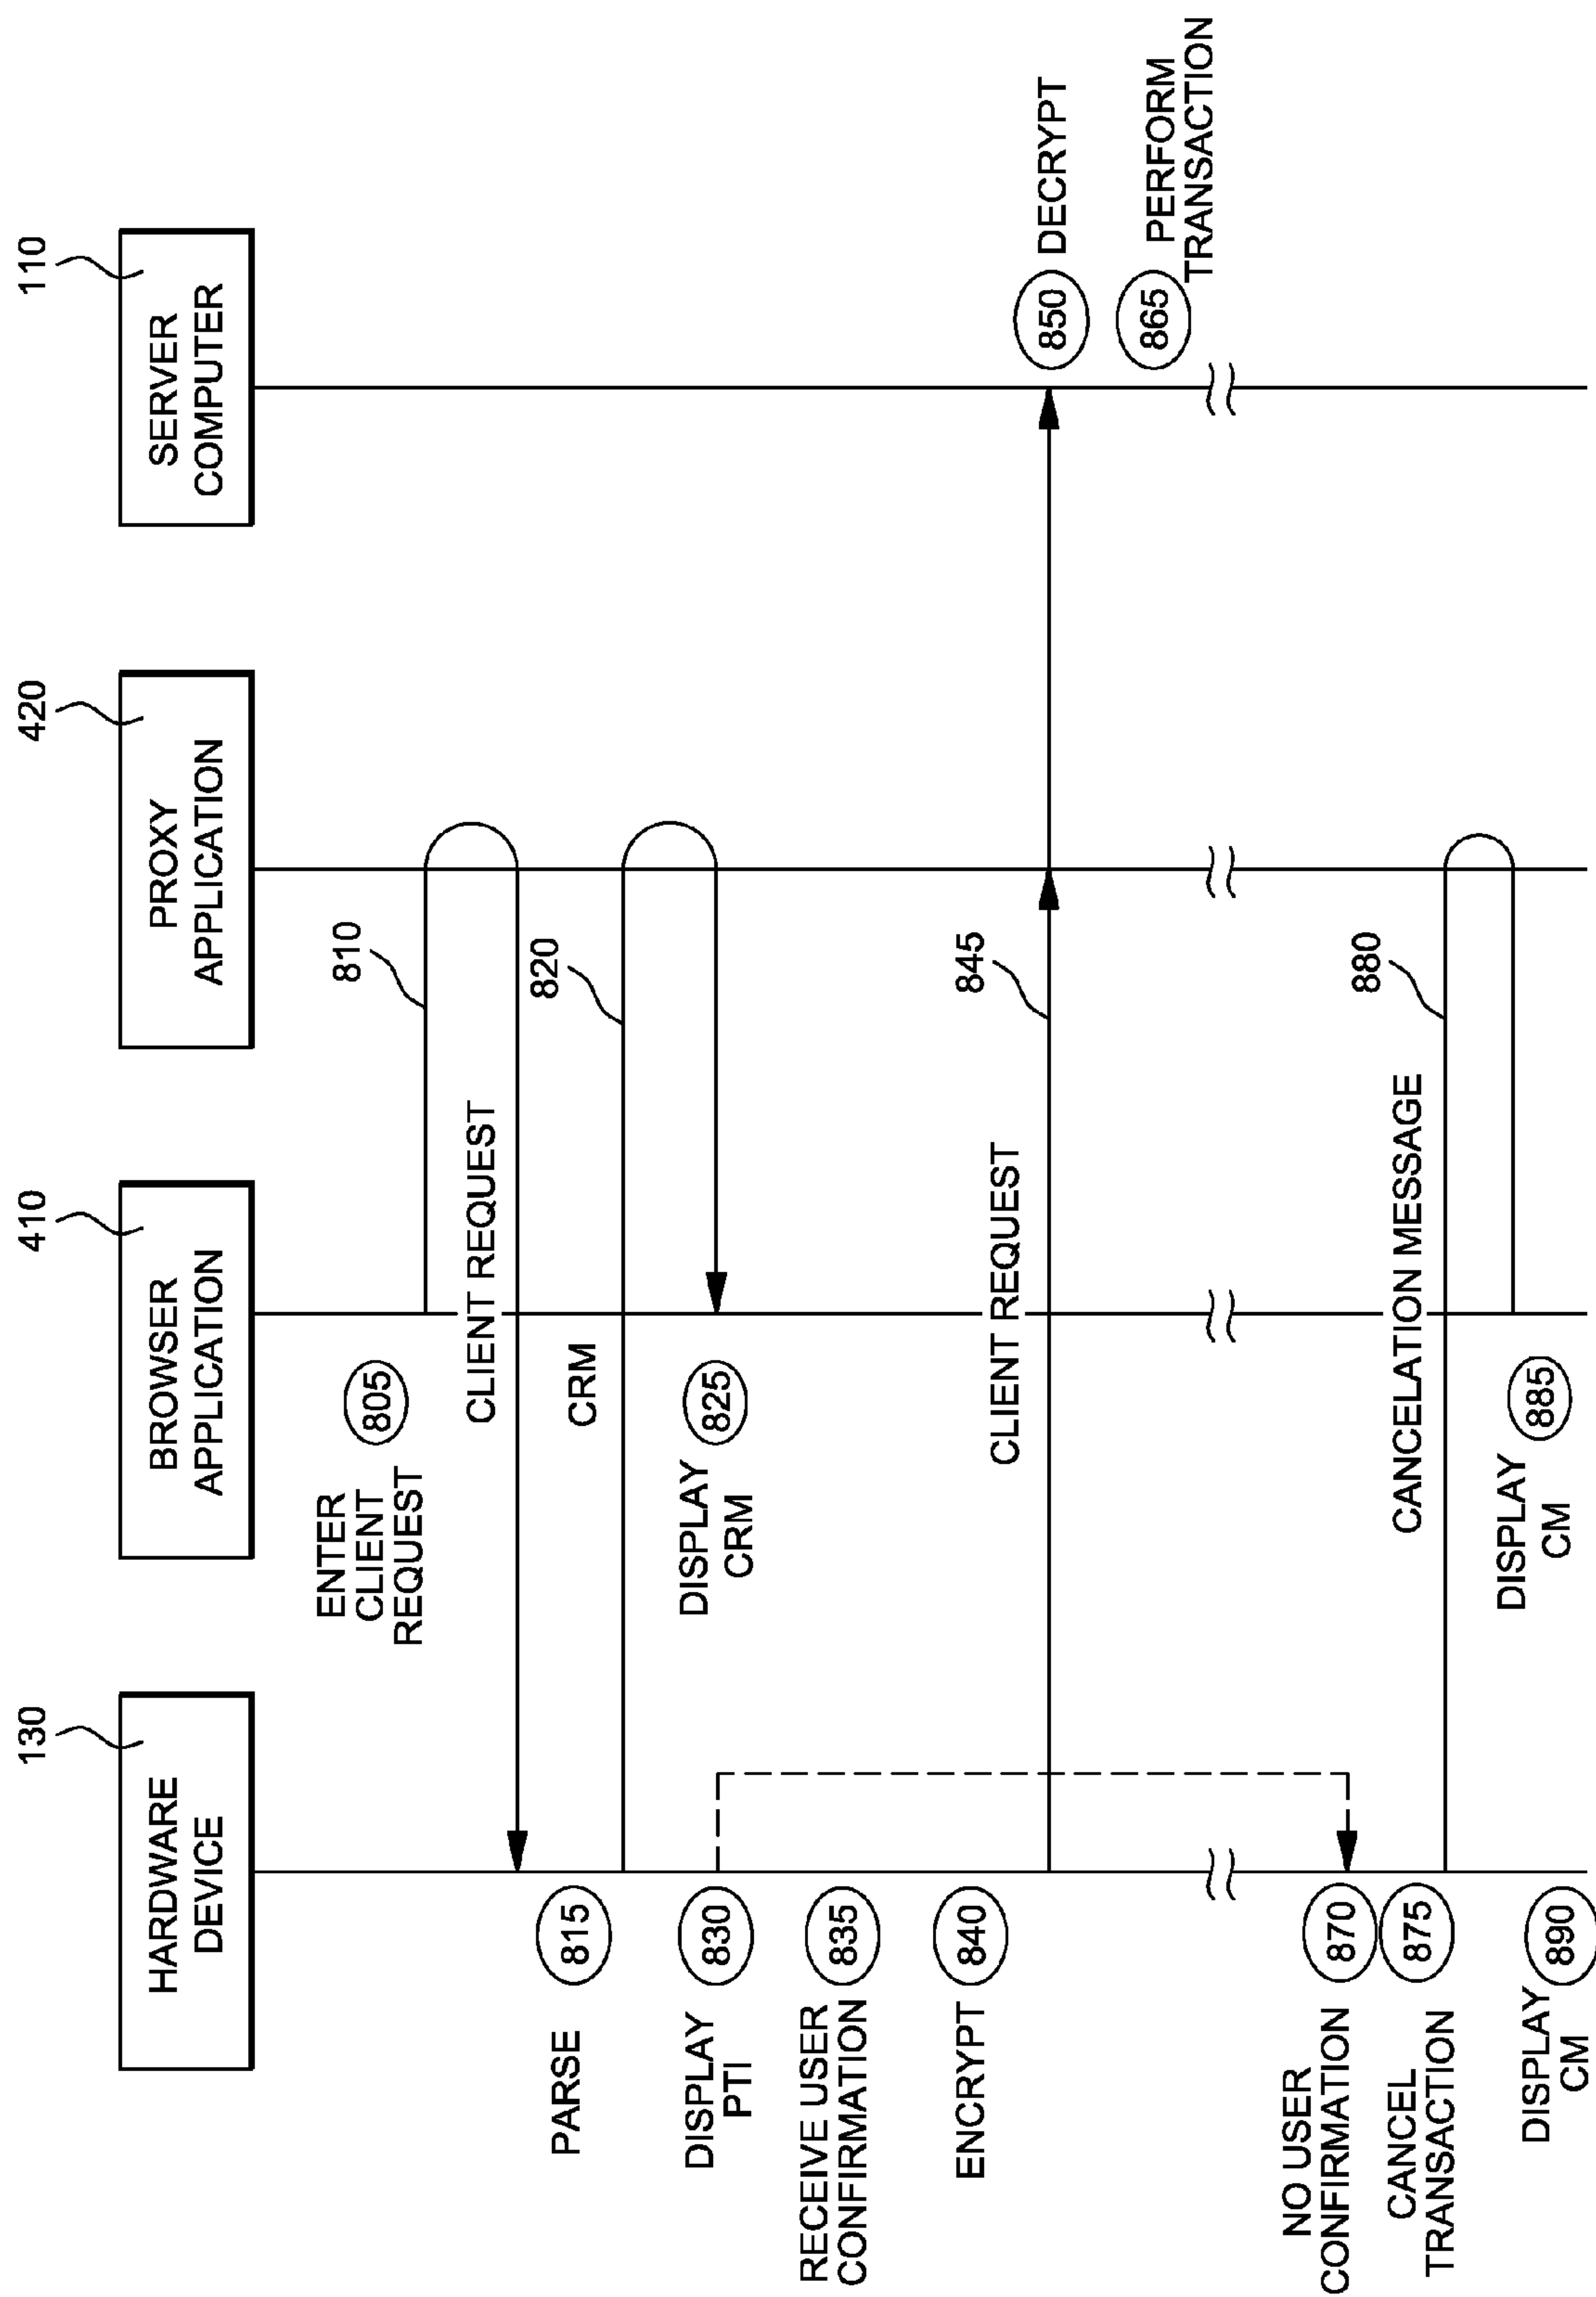 130
410
420
110
HARDWARE
DEVICE
BROWSER
APPLICATION
PROXY
APPLICATION
SERVER
COMPUTER
ENTER
CLIENT
REQUEST
805
810
CLIENT REQUEST
PARSE
815
CRM
820
DISPLAY
PTI
830
DISPLAY
CRM
825
RECEIVE USER
CONFIRMATION
835
ENCRYPT
840
CLIENT REQUEST
845
850
DECRYPT
865
PERFORM
TRANSACTION
NO USER
CONFIRMATION
870
CANCEL
TRANSACTION
875
CANCELATION MESSAGE
880
DISPLAY
CM
885
DISPLAY
CM
890